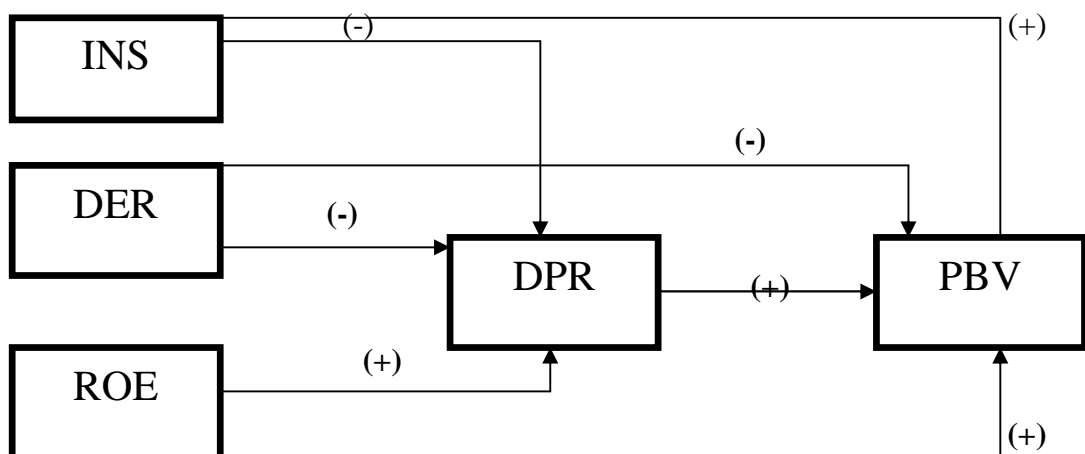 INS
(-)
(+)
DER
(-)
(-)
DPR
(+)
PBV
ROE
(+)
(+)